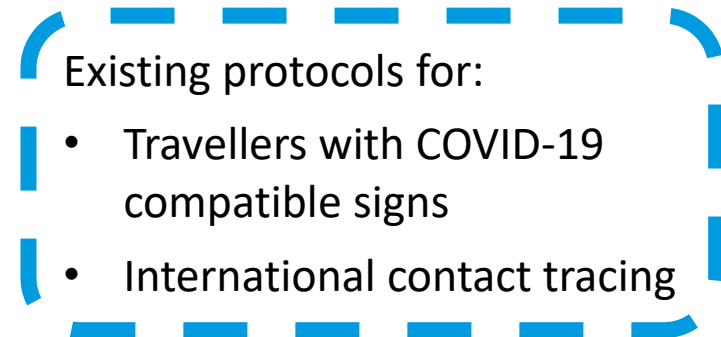 Existing protocols for:
• Travellers with COVID-19
compatible signs
• International contact tracing